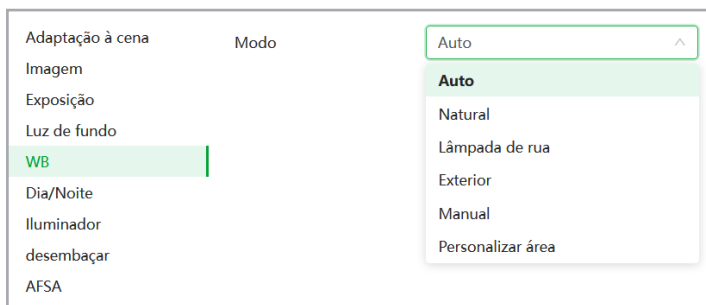 Adaptação à cena
Imagem
Exposição
Luz de fundo
WB
Dia/Noite
Iluminador
desembaçar
AFSA
Modo
Auto
Auto
Natural
Lâmpada de rua
Exterior
Manual
Personalizar área